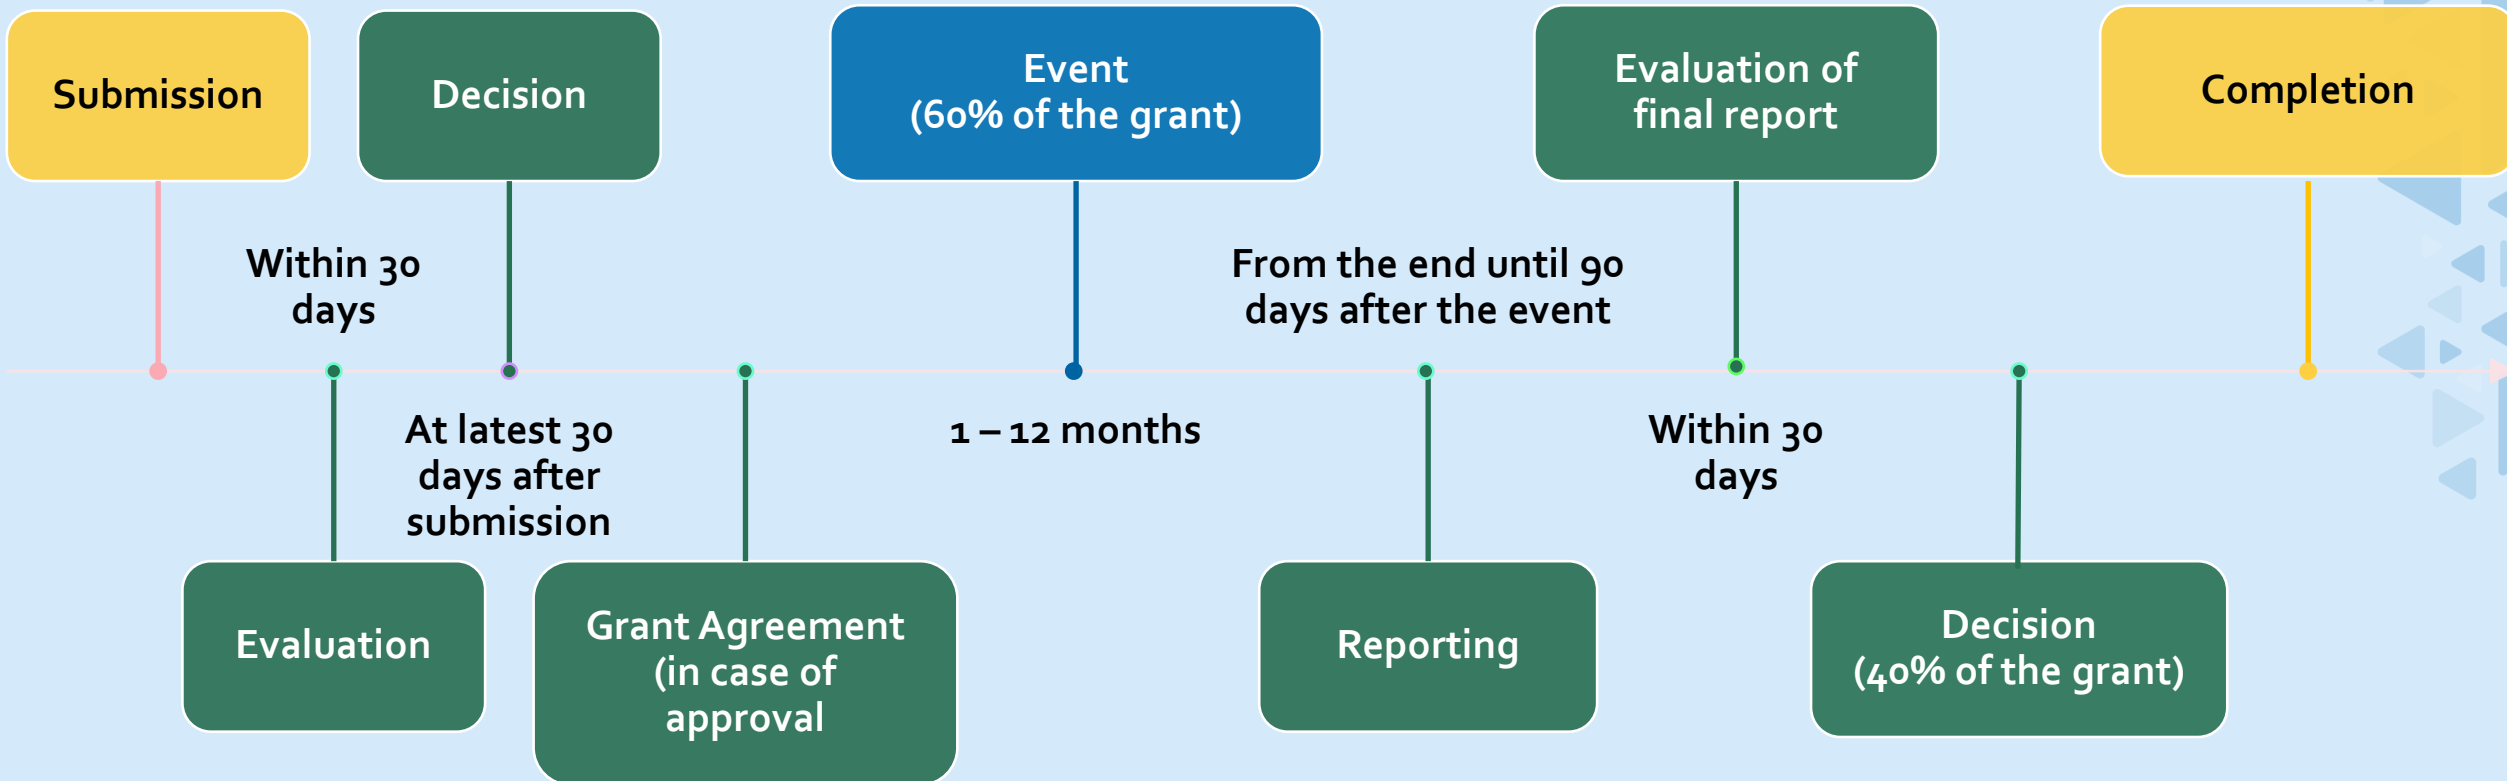 Submission
Decision
Event
(60% of the grant)
Evaluation of
final report
Completion
Within 30
days
From the end until 90
days after the event
At latest 30
days after
submission
1 – 12 months
Within 30
days
Evaluation
Grant Agreement
(in case of
approval
Reporting
Decision
(40% of the grant)